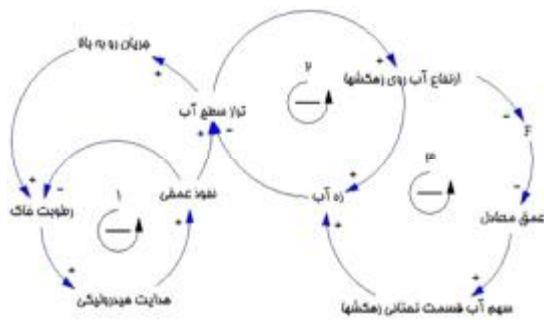 جریان رو به بالا
۲
ارتفاع آب روی زهکشها
تراز سطح آب
F
۳
۱
نفوذ عمقی
زه آب
رطوبت خاک
عمق معادل
هدایت هیدرولیکی
سهم آب قسمت تحتانی زهکشها